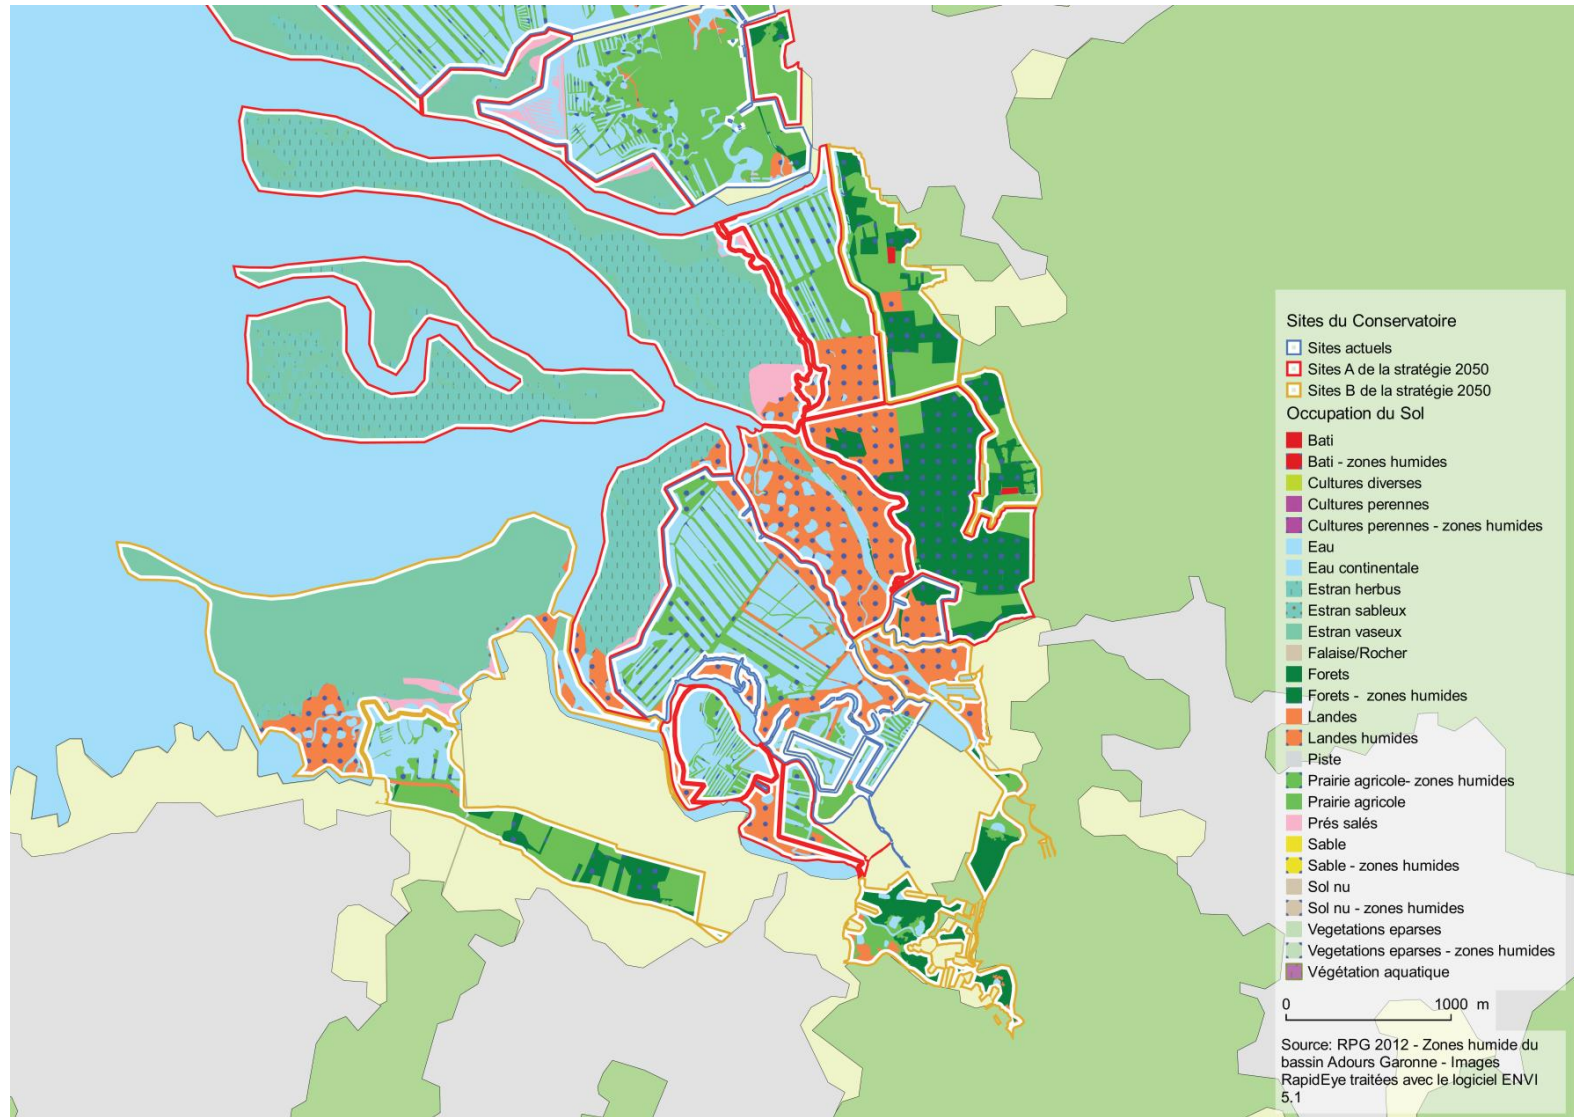 Sites du Conservatoire
Sites actuels
Sites A de la stratégie 2050
Sites B de la stratégie 2050
Occupation du Sol
Bati
Bati - zones humides
Cultures diverses
Cultures perennes
Cultures perennes - zones humides
Eau
Eau continentale
Estran herbus
Estran sableux
Estran vaseux
Falaise/Rocher
Forets
Forets - zones humides
Landes
Landes humides
Piste
Prairie agricole- zones humides
Prairie agricole
Prés salés
Sable
Sable - zones humides
Sol nu
Sol nu - zones humides
Vegetations eparses
Vegetations eparses - zones humides
Végétation aquatique
0 1000 m
Source: RPG 2012 - Zones humide du
bassin Adours Garonne - Images
RapidEye traitées avec le logiciel ENVI
5.1